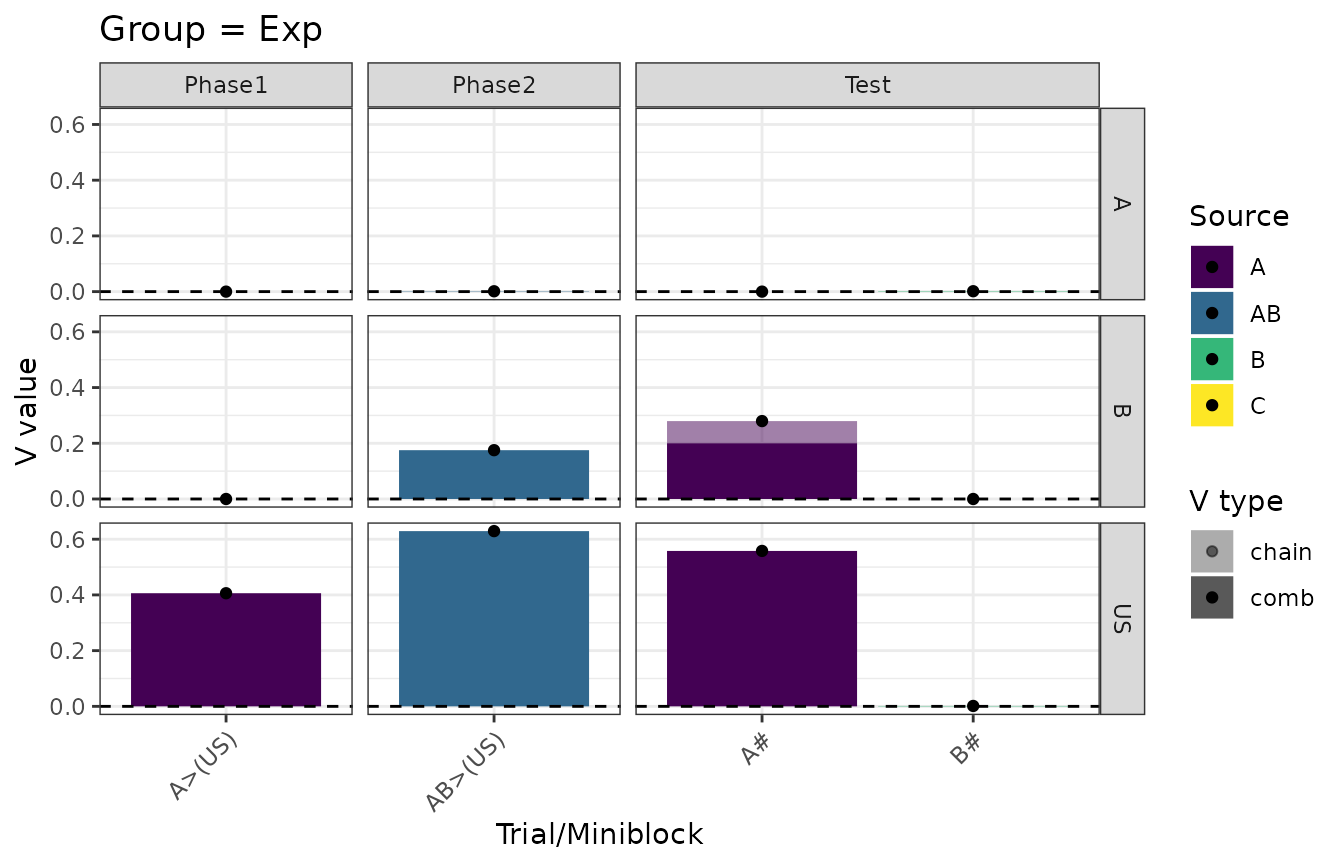 Group = Exp
Phase1 Phase2 Test
0.6
0.4
0.2
0.0
A
0.6
0.4
0.2
0.0
B
0.6
0.4
0.2
0.0
US
V value
A>(US) AB>(US) A# B#
Trial/Miniblock
Source
A
AB
B
C
V type
chain
comb